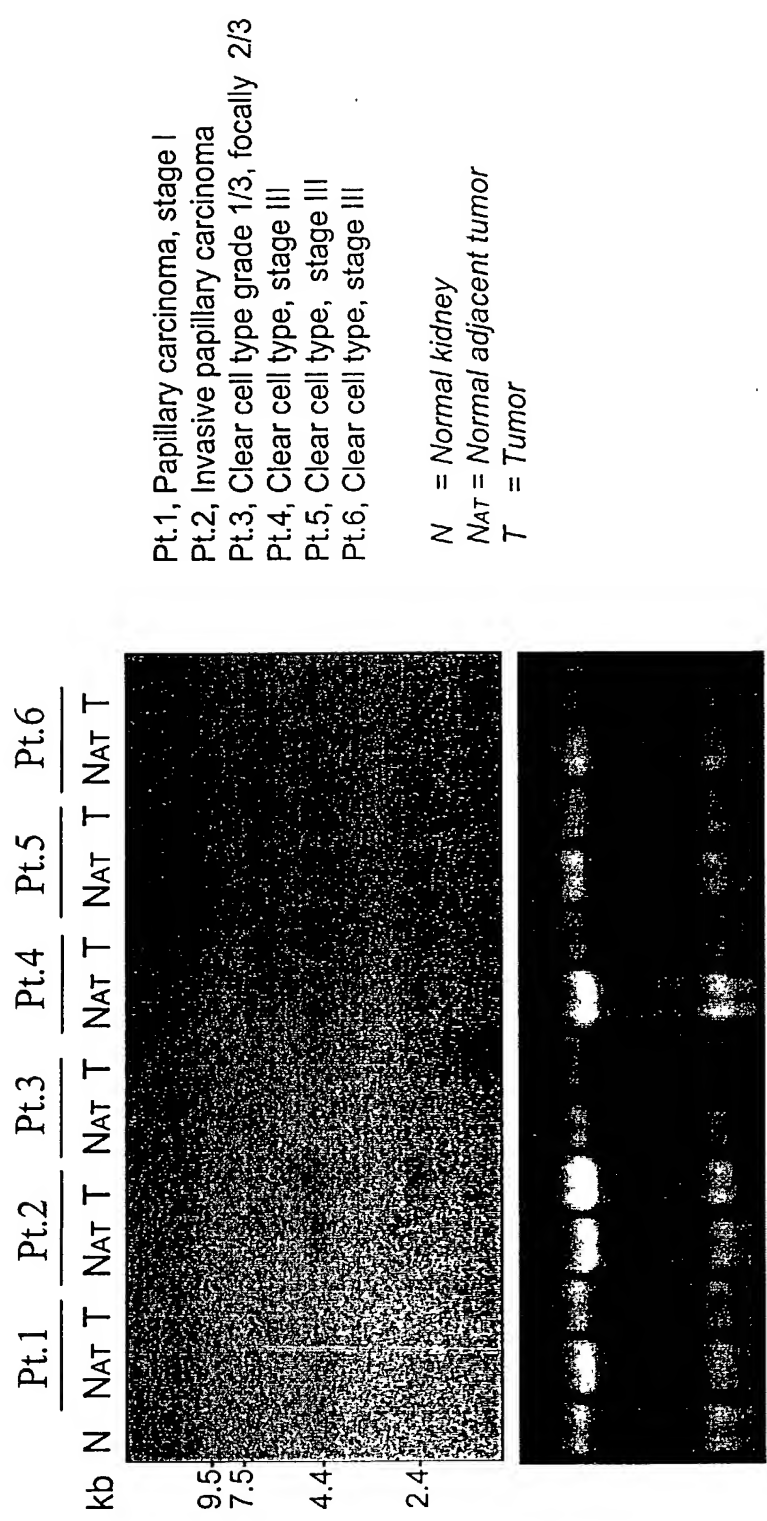 Pt.1 Pt.2 Pt.3 Pt.4 Pt.5 Pt.6
kb N NAT T NAT T NAT T NAT T NAT T NAT T
9.5-
7.5-
4.4-
2.4-
Pt.1, Papillary carcinoma, stage I
Pt.2, Invasive papillary carcinoma
Pt.3, Clear cell type grade 1/3, focally 2/3
Pt.4, Clear cell type, stage III
Pt.5, Clear cell type, stage III
Pt.6, Clear cell type, stage III
N = Normal kidney
NAT = Normal adjacent tumor
T = Tumor